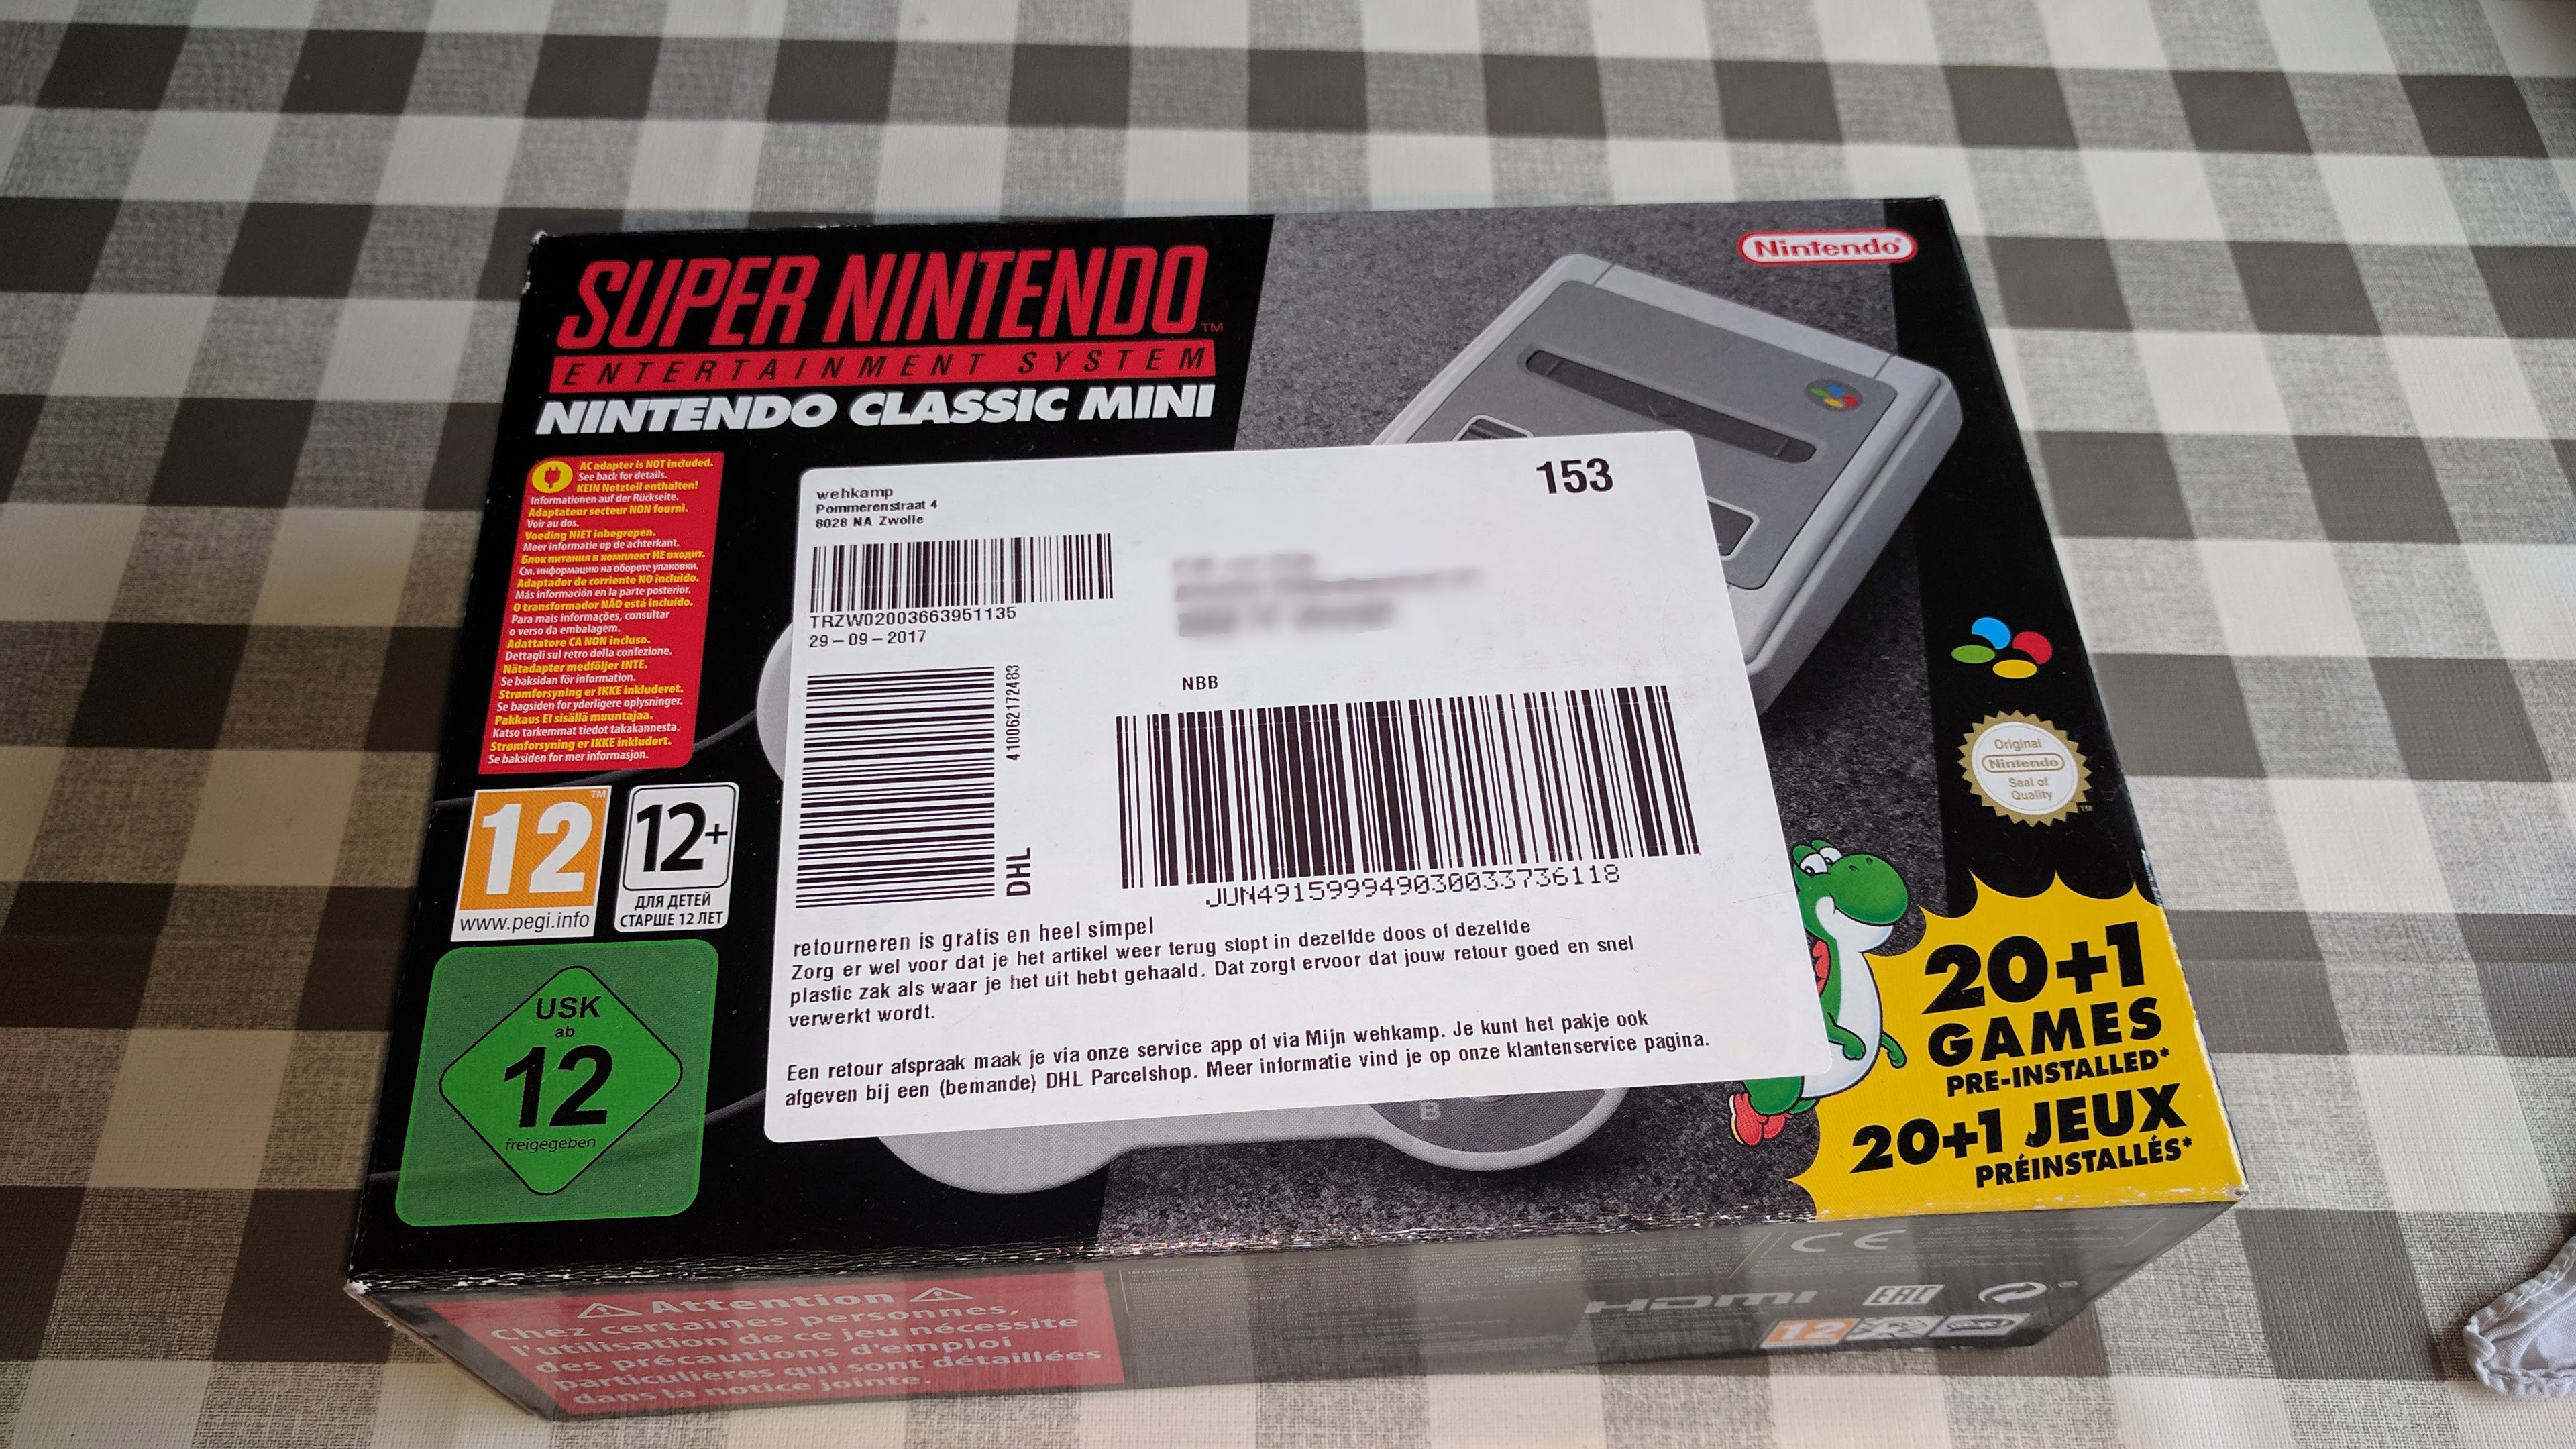 SUPER NINTENDO™
ENTERTAINMENT SYSTEM
NINTENDO CLASSIC MINI
Nintendo®
AC adapter is NOT included.
See back for details.
KEIN Netzteil enthalten!
Informationen auf der Rückseite.
Adaptateur secteur NON fourni.
Voir au dos.
Voeding NIET inbegrepen.
Meer informatie op de achterkant.
Блок питания в комплект НЕ входит.
См. информацию на обороте упаковки.
Adaptador de corriente NO incluido.
Más información en la parte posterior.
O transformador NÃO está incluído.
Para mais informações, consultar
o verso da embalagem.
Adattatore CA NON incluso.
Dettagli sul retro della confezione.
Nätadapter medföljer INTE.
Se baksidan för information.
Strømforsyning er IKKE inkluderet.
Se bagsiden for yderligere oplysninger.
Pakkaus EI sisällä muuntajaa.
Katso tarkemmat tiedot takakannesta.
Strømforsyning er IKKE inkludert.
Se baksiden for mer informasjon.
12™
www.pegi.info
12+
ДЛЯ ДЕТЕЙ
СТАРШЕ 12 ЛЕТ
USK
ab
12
freigegeben
wehkamp
Pommerenstraat 4
8028 NA Zwolle
153
TRZW02003663951135
29-09-2017
410062172483
DHL
NBB
JUN4915999490300337361​18
retourneren is gratis en heel simpel
Zorg er wel voor dat je het artikel weer terug stopt in dezelfde doos of dezelfde
plastic zak als waar je het uit hebt gehaald. Dat zorgt ervoor dat jouw retour goed en snel
verwerkt wordt.
Een retour afspraak maak je via onze service app of via Mijn wehkamp. Je kunt het pakje ook
afgeven bij een (bemande) DHL Parcelshop. Meer informatie vind je op onze klantenservice pagina.
B
Original
Nintendo
Seal of
Quality
TM
20+1
GAMES
PRE-INSTALLED*
20+1 JEUX
PRÉINSTALLÉS*
Attention
Chez certaines personnes,
l'utilisation de ce jeu nécessite
des précautions d'emploi
particulières qui sont détaillées
dans la notice jointe.
CE
HDMI
EAC
12